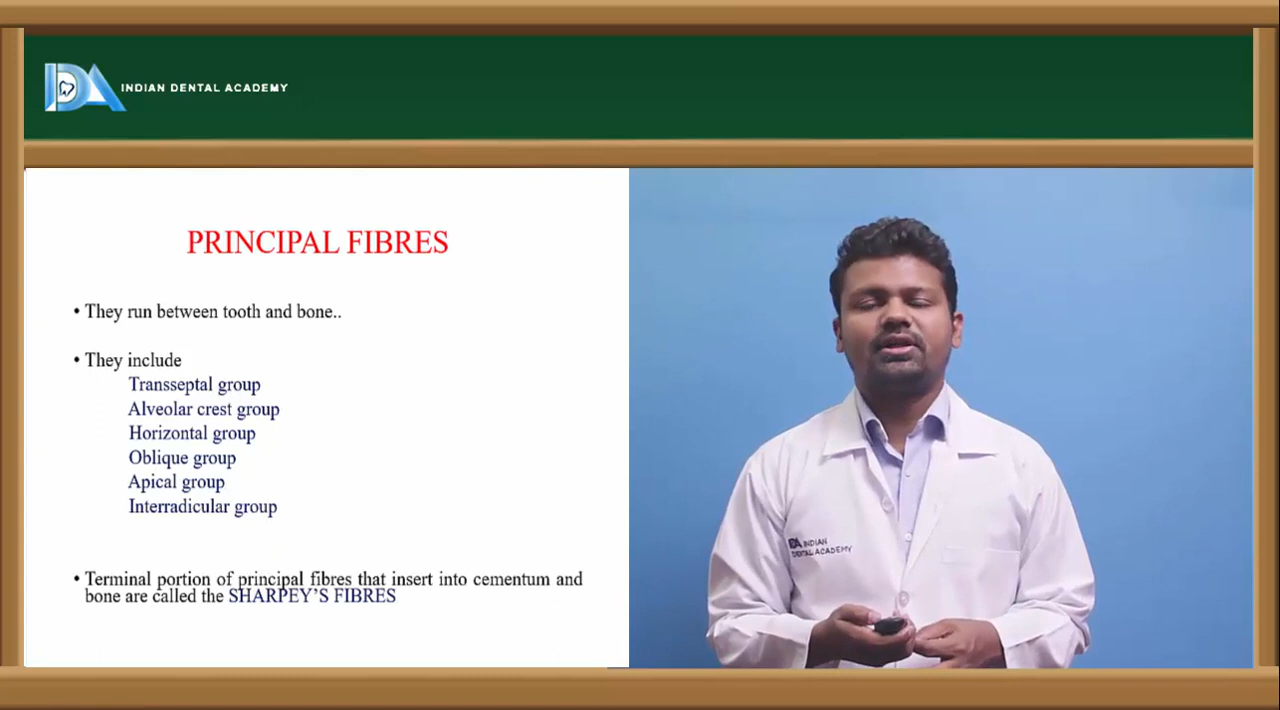 IDA INDIAN DENTAL ACADEMY
PRINCIPAL FIBRES
• They run between tooth and bone..
• They include
Transseptal group
Alveolar crest group
Horizontal group
Oblique group
Apical group
Interradicular group
• Terminal portion of principal fibres that insert into cementum and
bone are called the SHARPEY'S FIBRES
IDA INDIAN
DENTAL ACADEMY